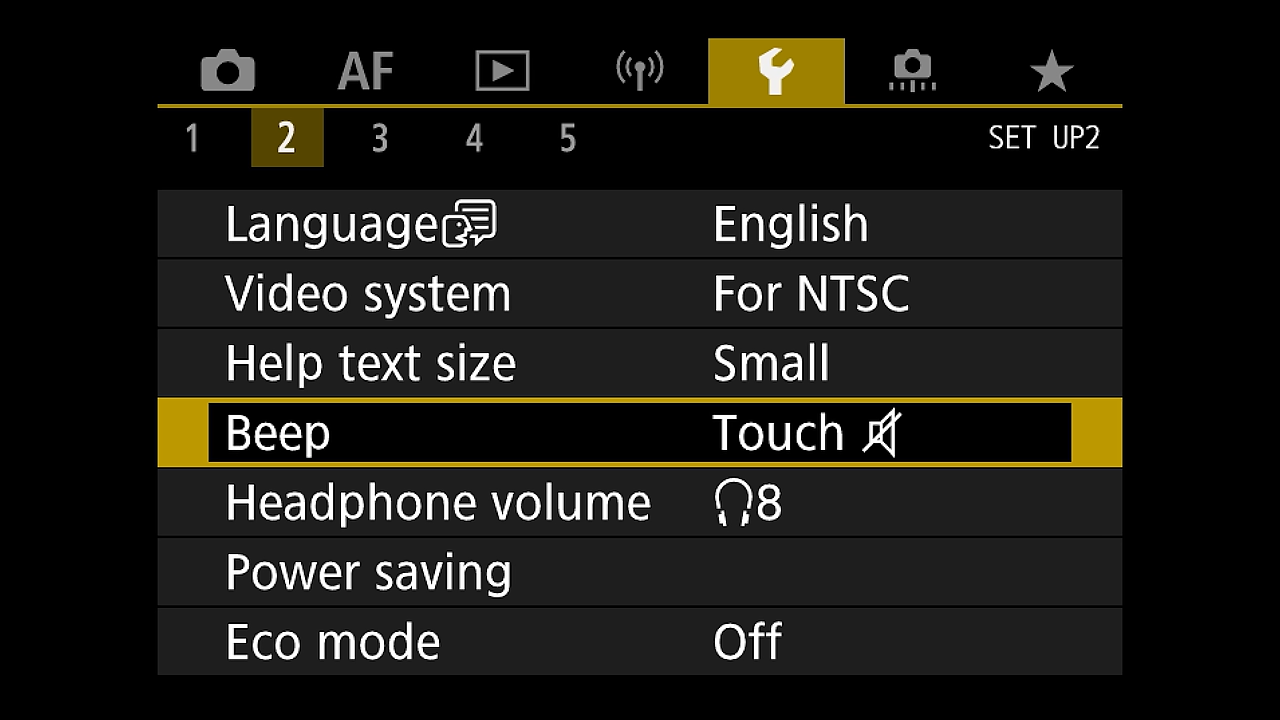 AF
1 2 3 4 5 SET UP2
Language English
Video system For NTSC
Help text size Small
Beep Touch
Headphone volume 8
Power saving
Eco mode Off